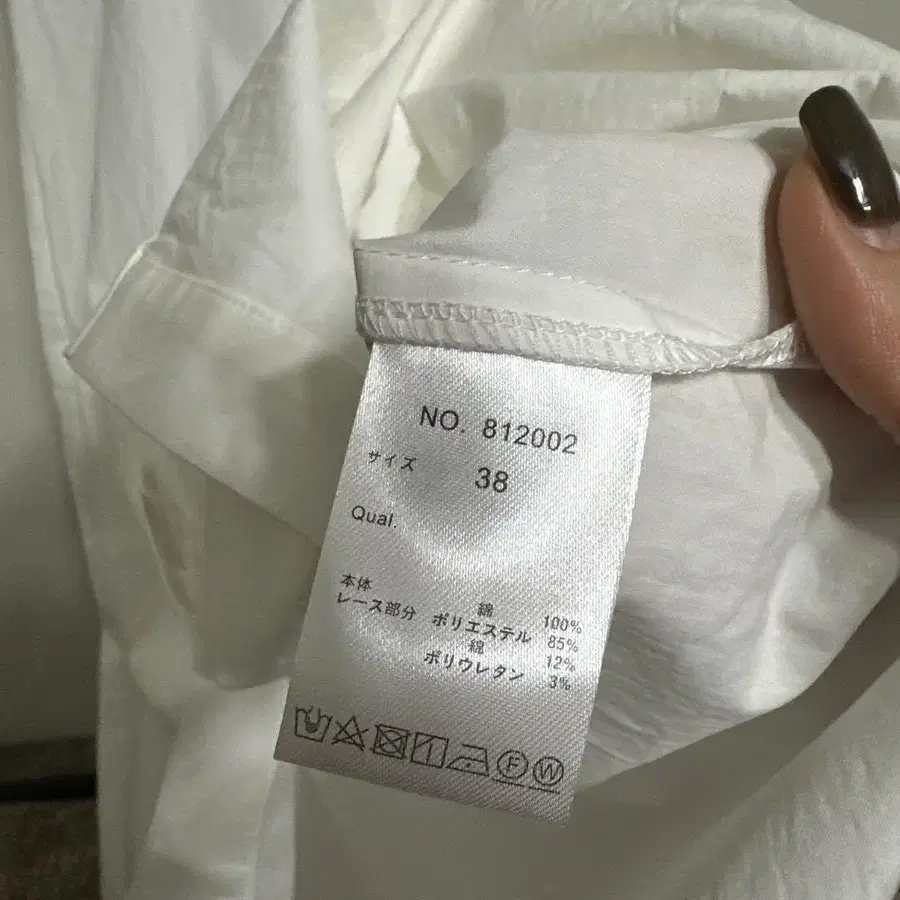 NO. 812002
サイズ 38
Qual.
本体 綿 100%
レース部分 ポリエステル 85%
綿 12%
ポリウレタン 3%
F W